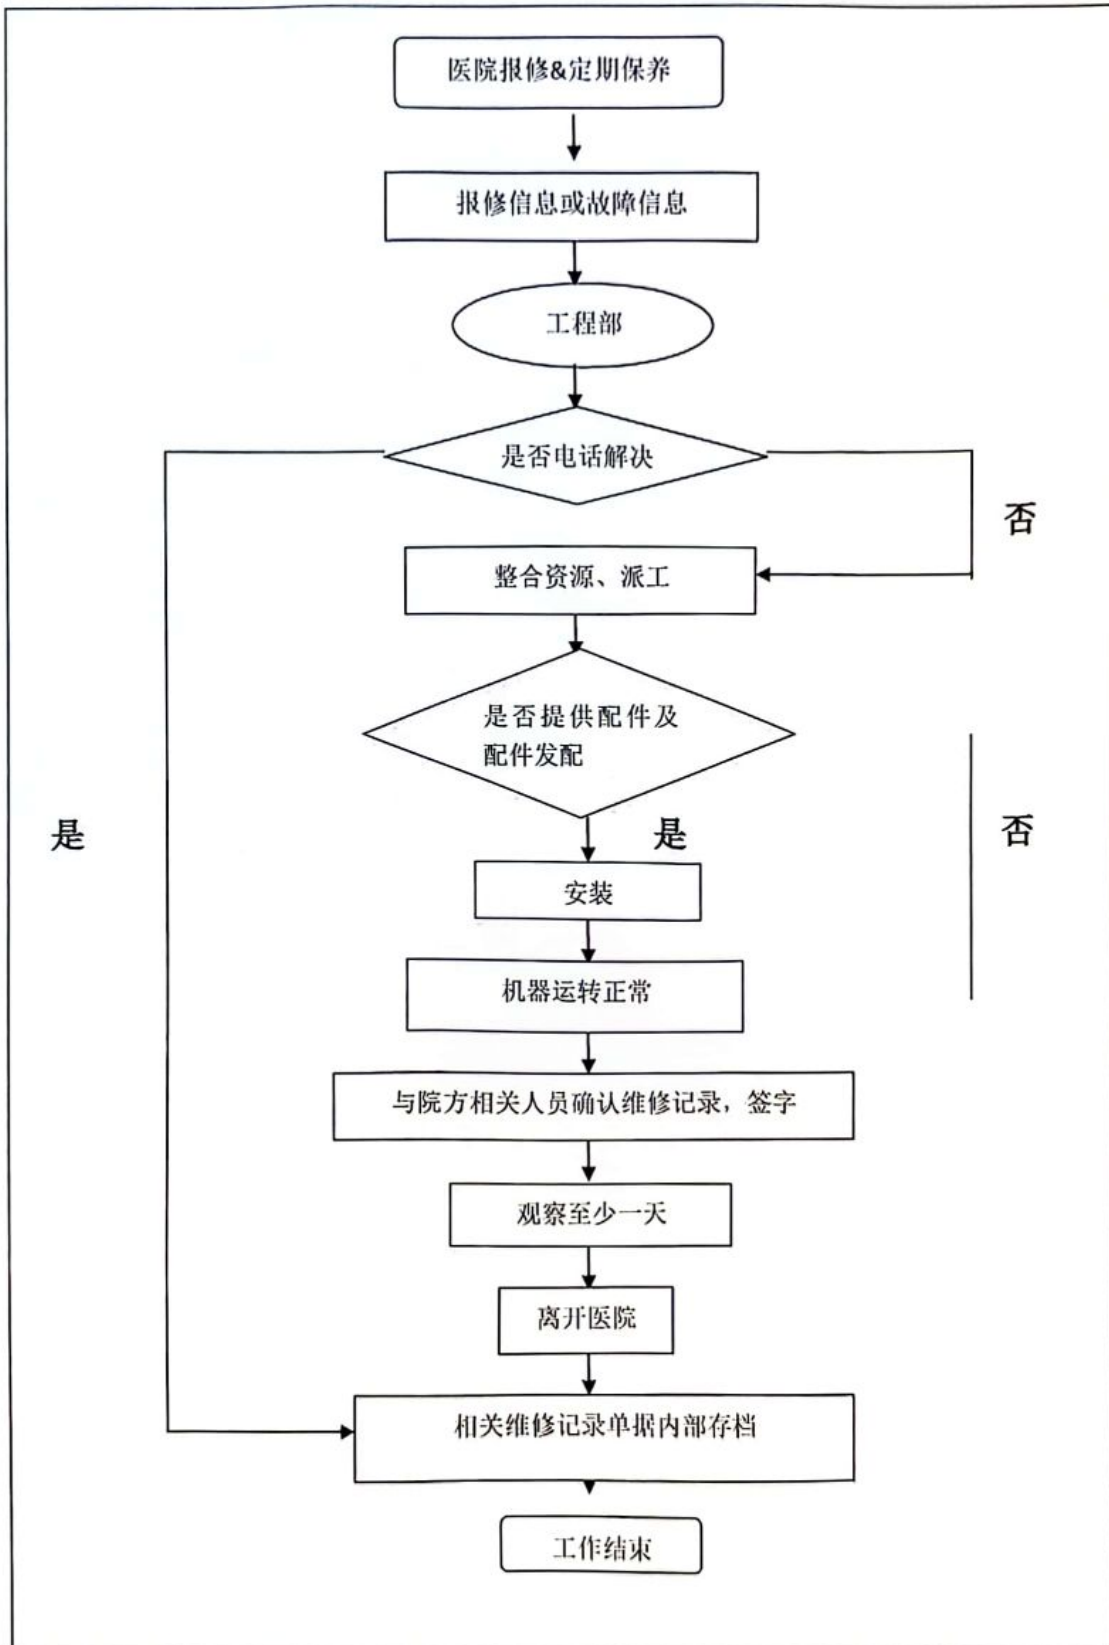 医院报修&定期保养
报修信息或故障信息
工程部
是否电话解决
否
整合资源、派工
是否提供配件及
配件发配
是
是
否
安装
机器运转正常
与院方相关人员确认维修记录，签字
观察至少一天
离开医院
相关维修记录单据内部存档
工作结束